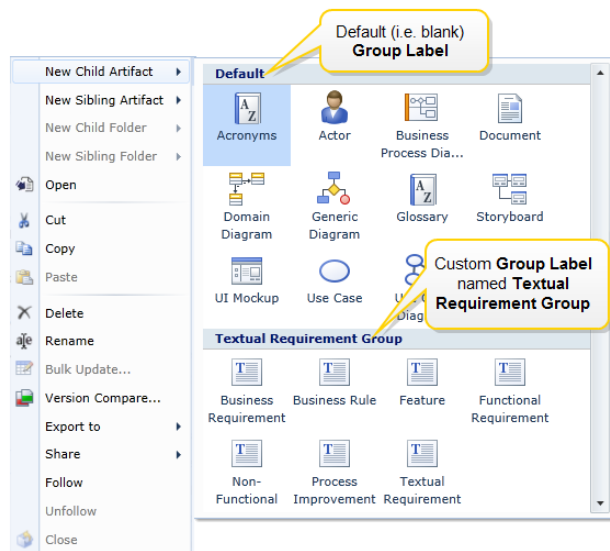 Default (i.e. blank)
Group Label
New Child Artifact
New Sibling Artifact
New Child Folder
New Sibling Folder
Open
Cut
Copy
Paste
Delete
Rename
Bulk Update...
Version Compare...
Export to
Share
Follow
Unfollow
Close
Default
Acronyms Actor Business Document
Process Dia...
Domain Generic Glossary Storyboard
Diagram Diagram
Custom Group Label
named Textual
Requirement Group
UI Mockup Use Case
Textual Requirement Group
Business Business Rule Feature Functional
Requirement Requirement
Non- Process Textual
Functional Improvement Requirement